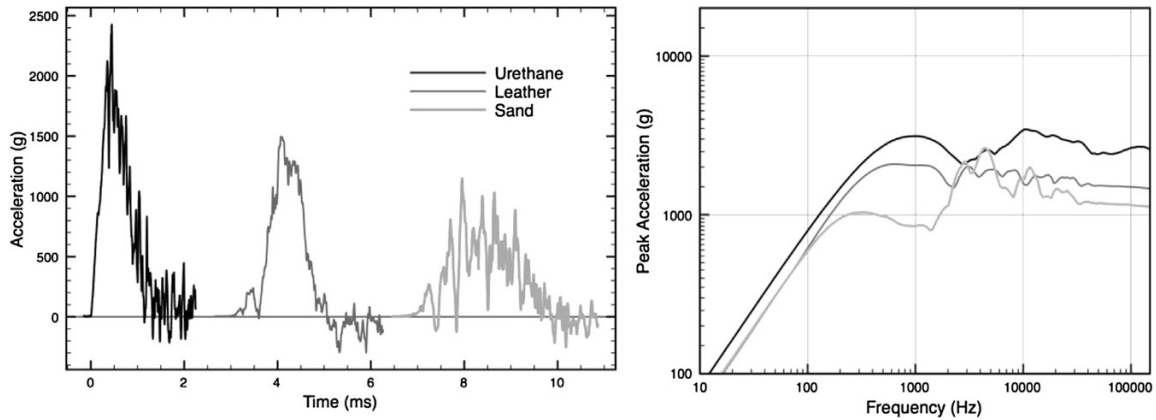 2500
2000
1500
1000
500
0
Acceleration (g)
0 2 4 6 8 10
Time (ms)
Urethane
Leather
Sand
10000
1000
100
Peak Acceleration (g)
10 100 1000 10000 100000
Frequency (Hz)